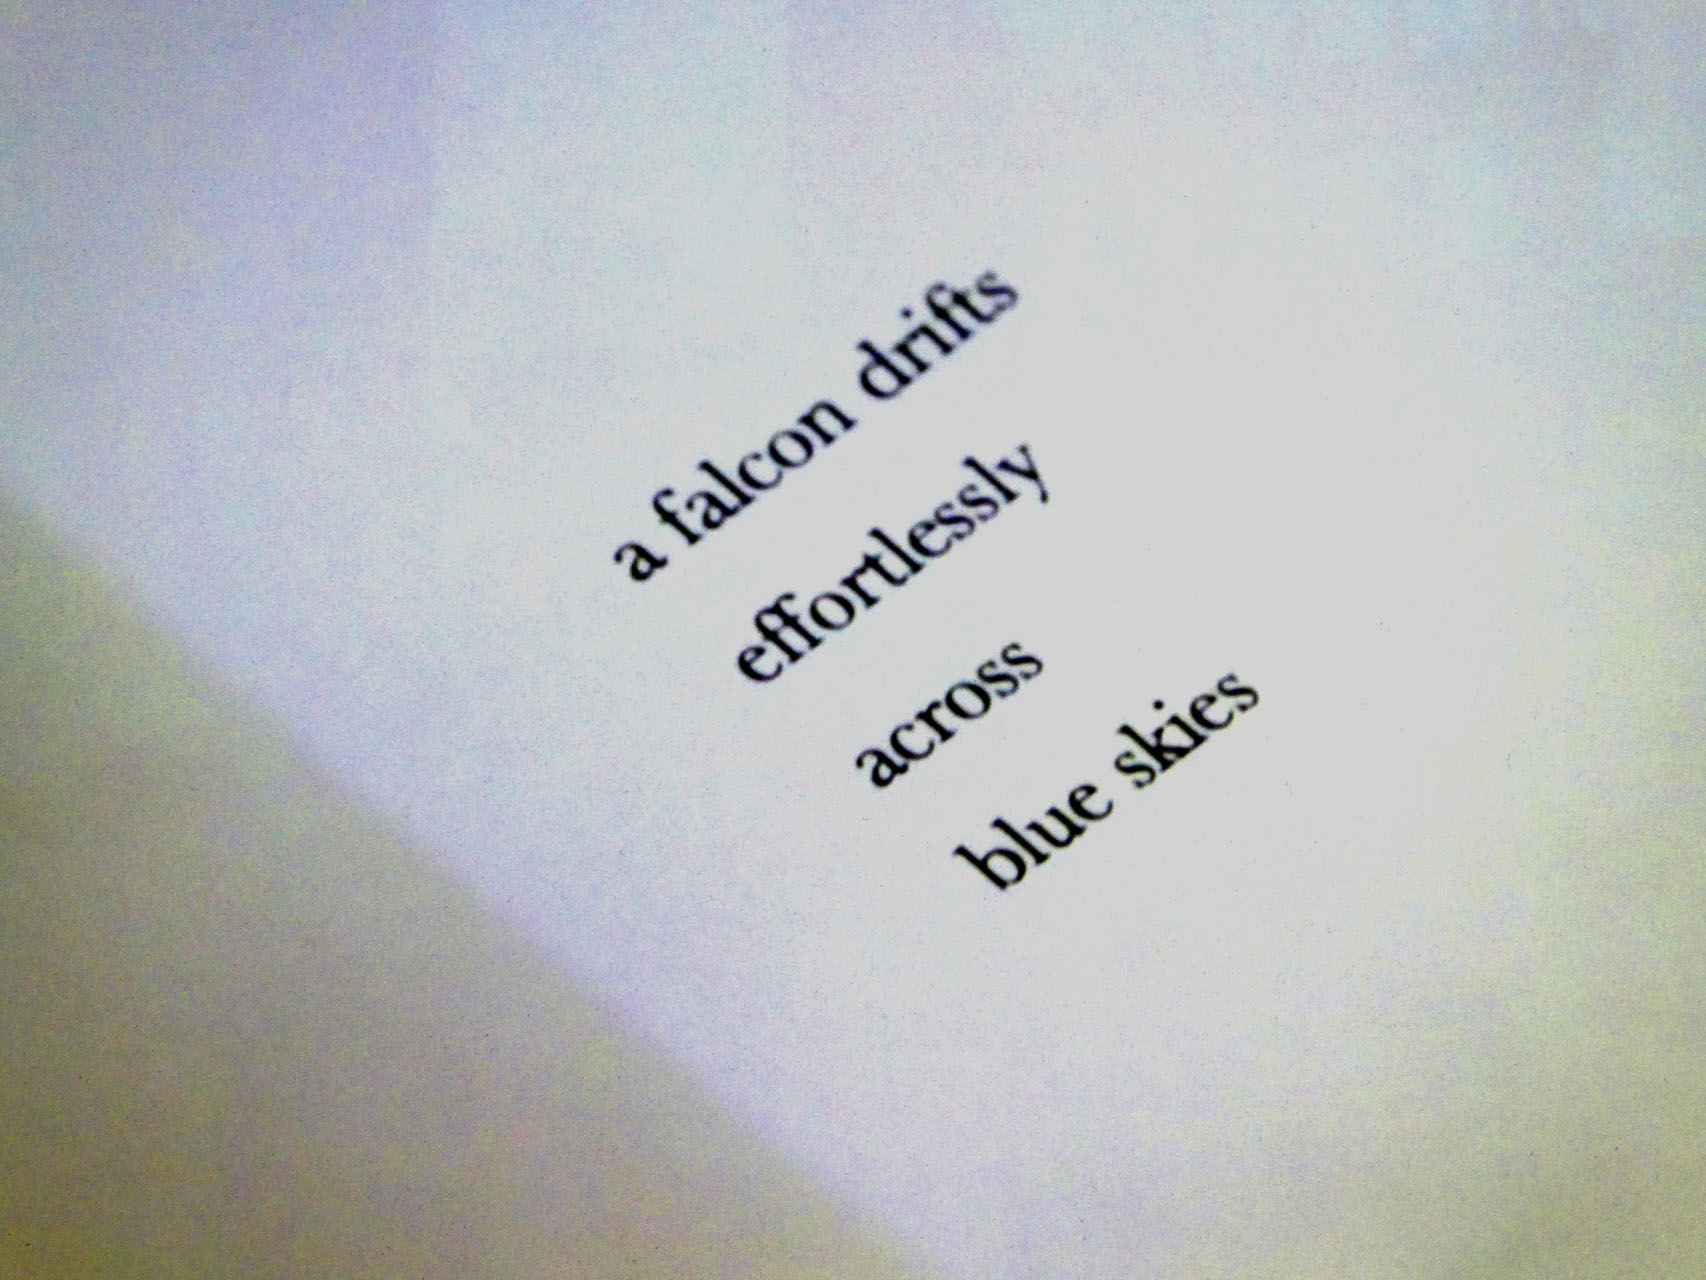 a falcon drifts
effortlessly
across
blue skies